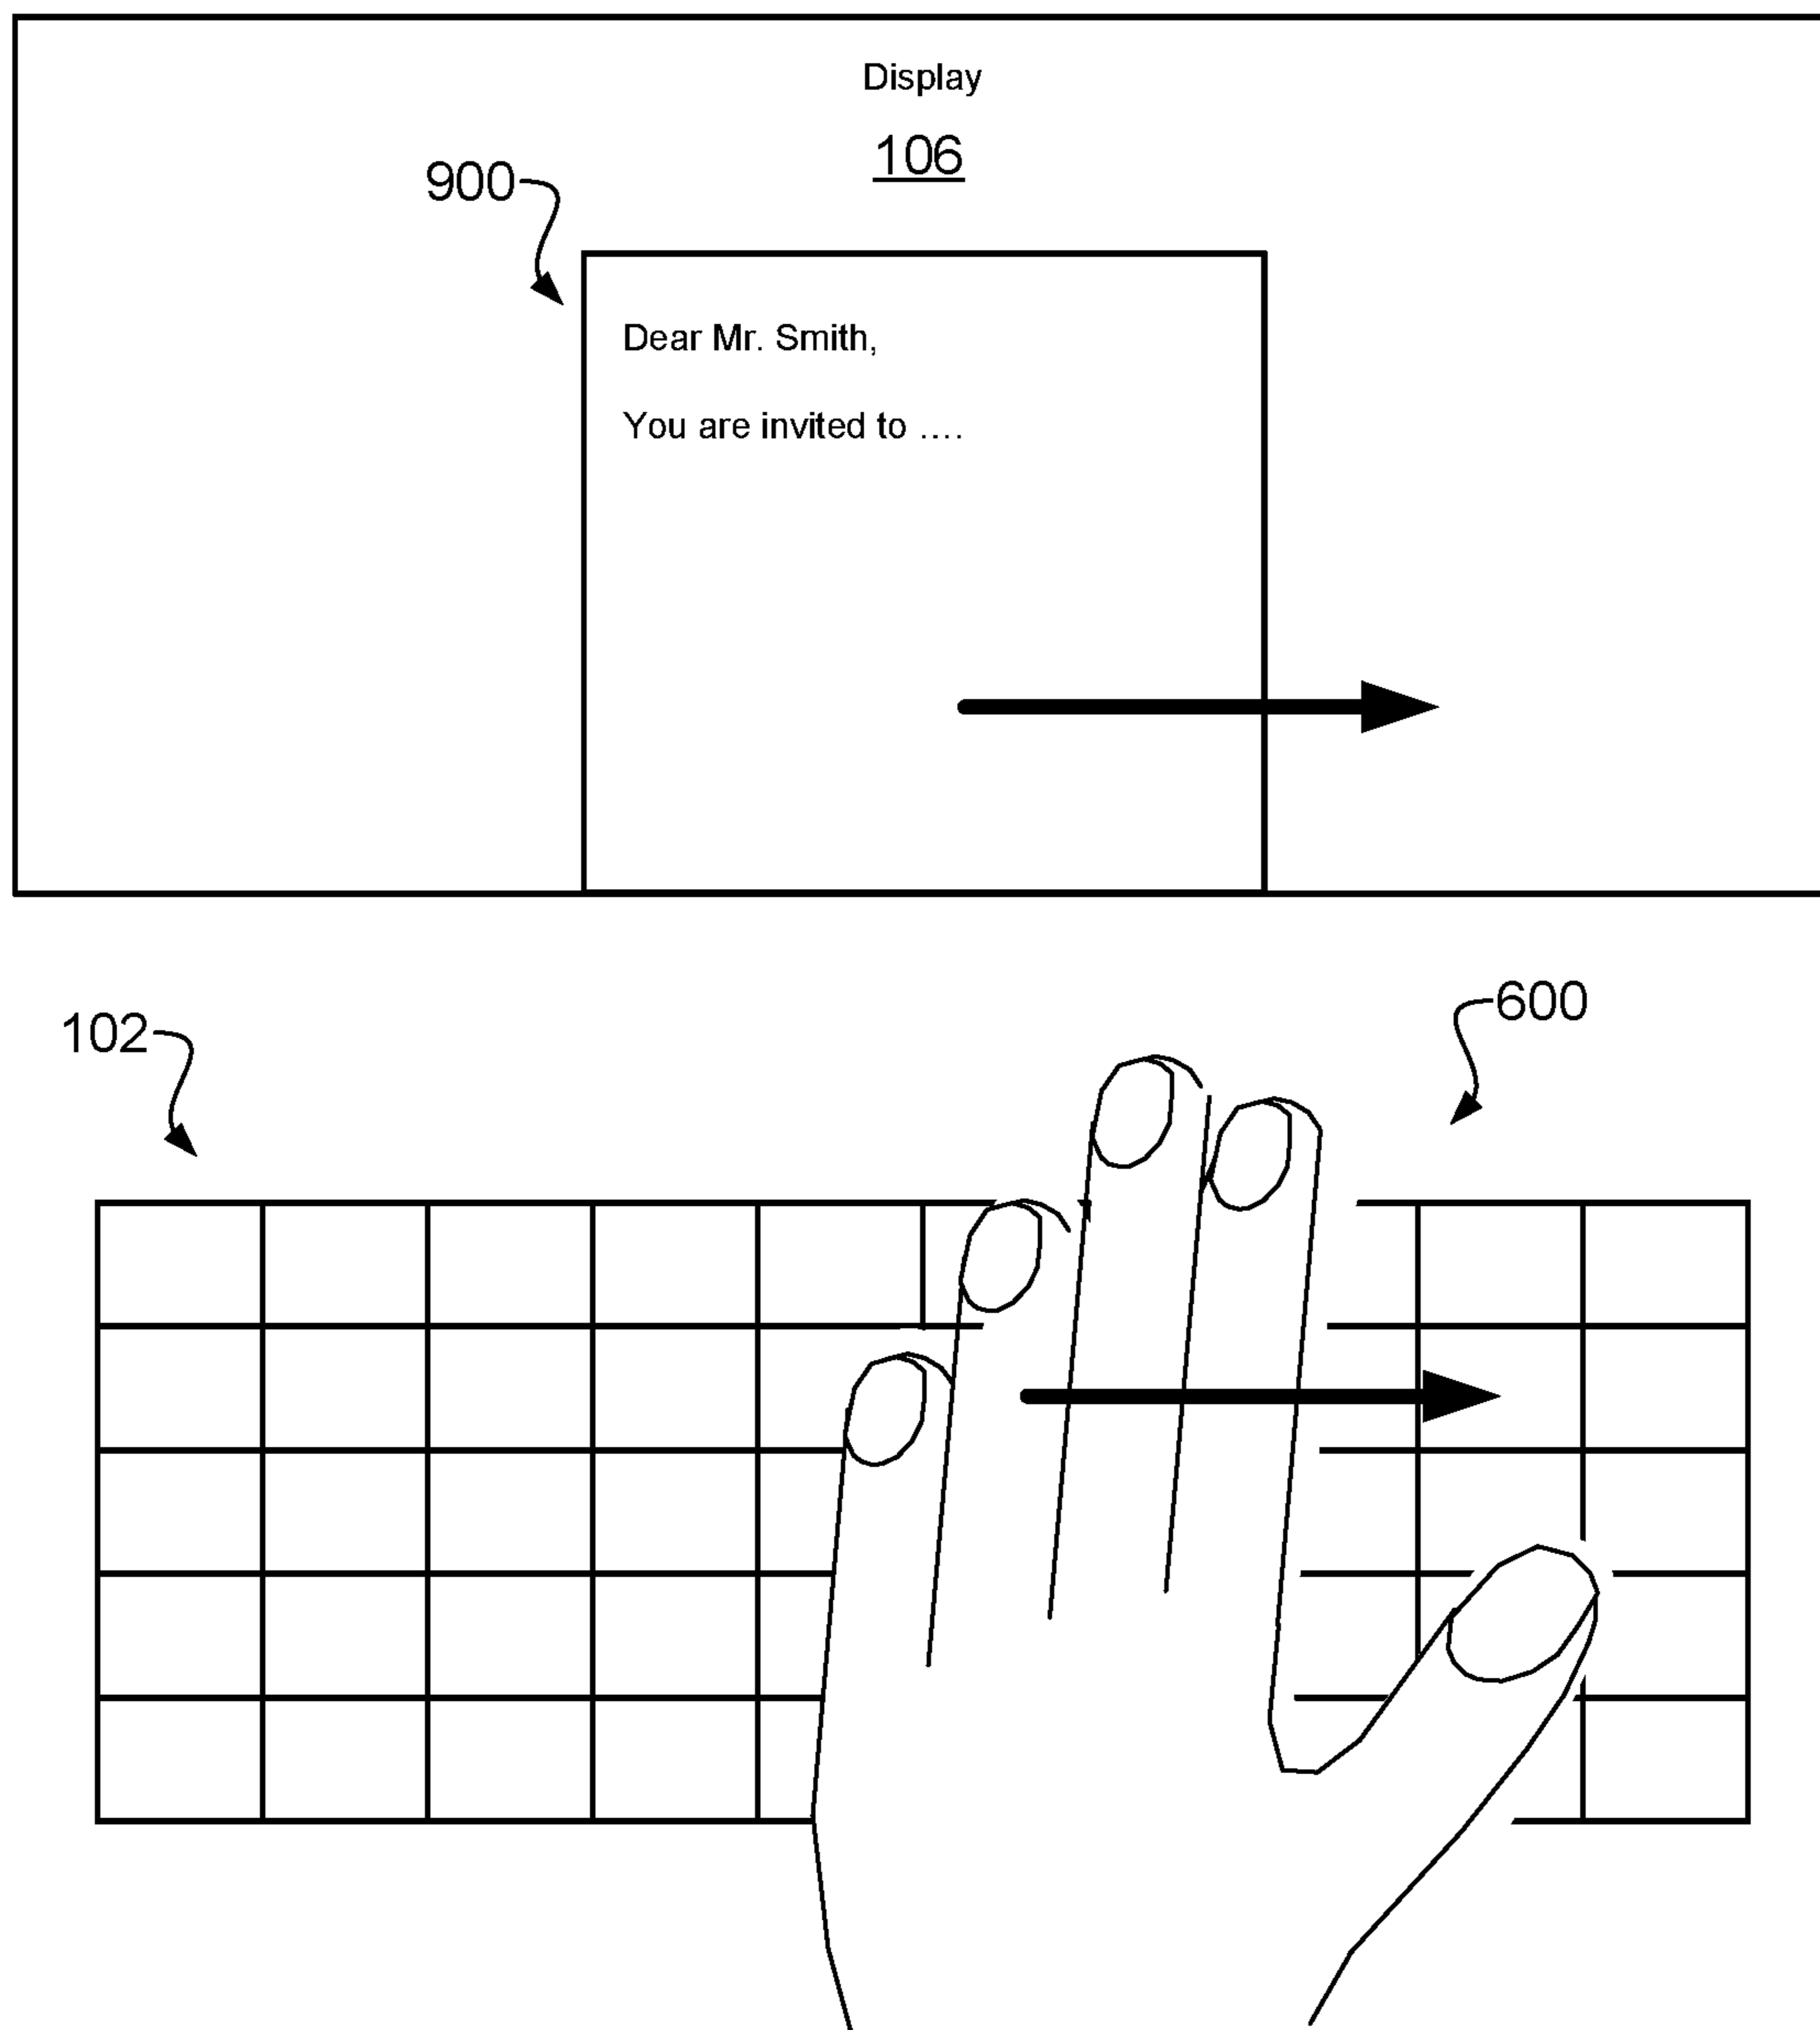 Display
106
900
Dear Mr. Smith,
You are invited to ....
102
600